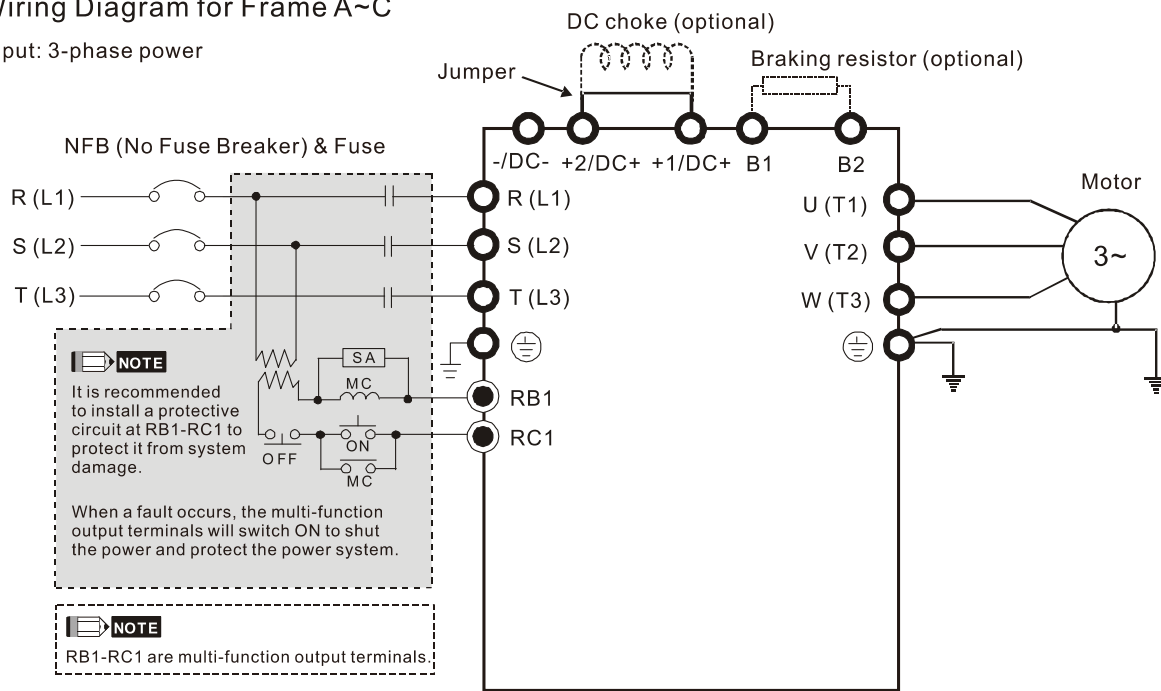 Wiring Diagram for Frame A~C
put: 3-phase power
DC choke (optional)
Jumper
Braking resistor (optional)
NFB (No Fuse Breaker) & Fuse
-/DC- +2/DC+ +1/DC+ B1 B2
Motor
R (L1)
R (L1)
U (T1)
S (L2)
S (L2)
V (T2)
3~
T (L3)
T (L3)
W (T3)
NOTE
It is recommended
to install a protective
circuit at RB1-RC1 to
protect it from system
damage.
SA
MC
RB1
OFF
ON
MC
RC1
When a fault occurs, the multi-function
output terminals will switch ON to shut
the power and protect the power system.
NOTE
RB1-RC1 are multi-function output terminals.